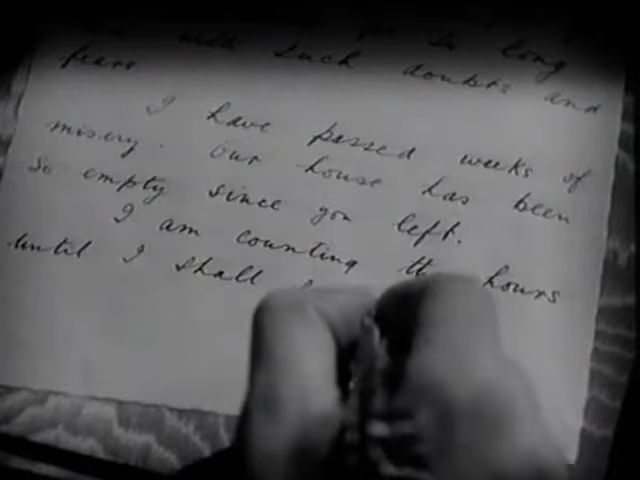 such doubts and
fears
I have passed weeks of
misery. Our house has been
So empty since you left.
I am counting the hours
until I shall